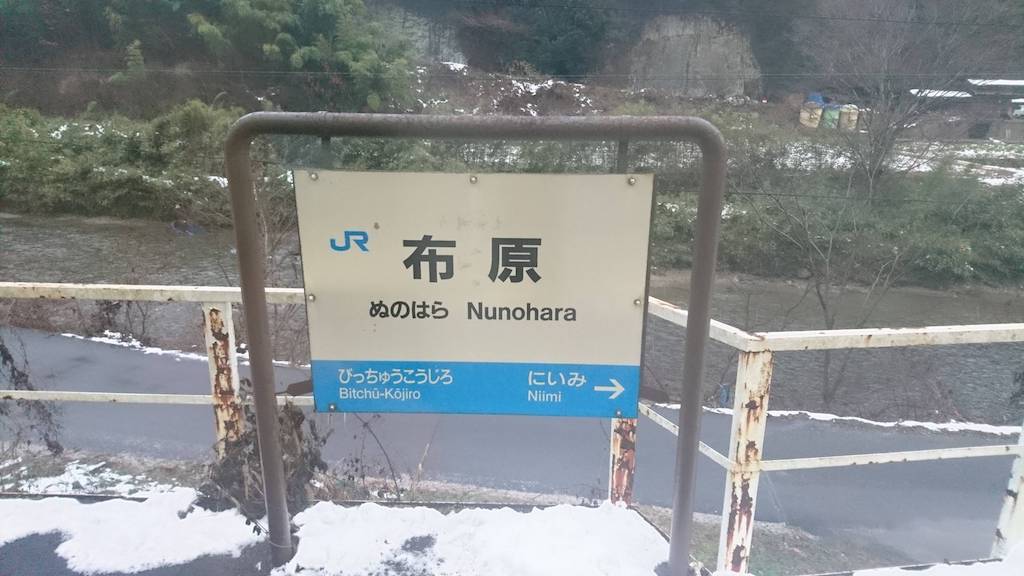 JR 布原
ぬのはら Nunohara
びっちゅうこうじろ にいみ →
Bitchū-Kōjiro Niimi